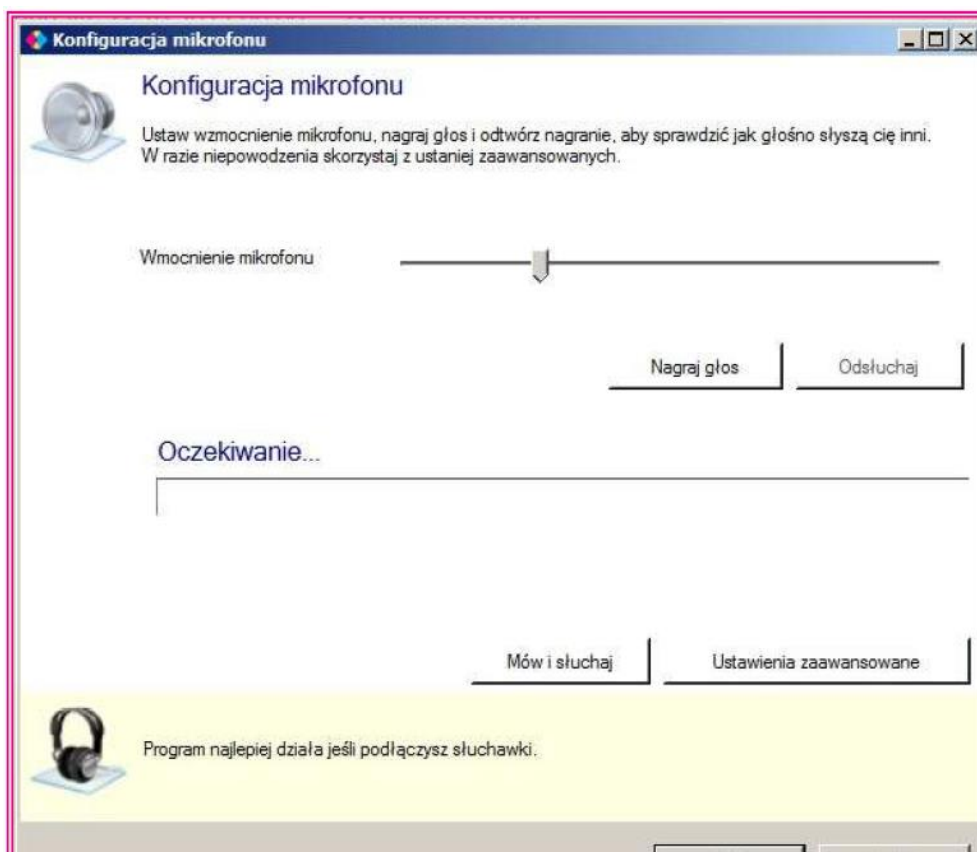 Konfiguracja mikrofonu
Konfiguracja mikrofonu
Ustaw wzmocnienie mikrofonu, nagraj głos i odtwórz nagranie, aby sprawdzić jak głośno słyszą cię inni.
W razie niepowodzenia skorzystaj z ustaniej zaawansowanych.
Wmocnienie mikrofonu
Nagraj głos Odsłuchaj
Oczekiwanie...
Mów i słuchaj Ustawienia zaawansowane
Program najlepiej działa jeśli podłączysz słuchawki.